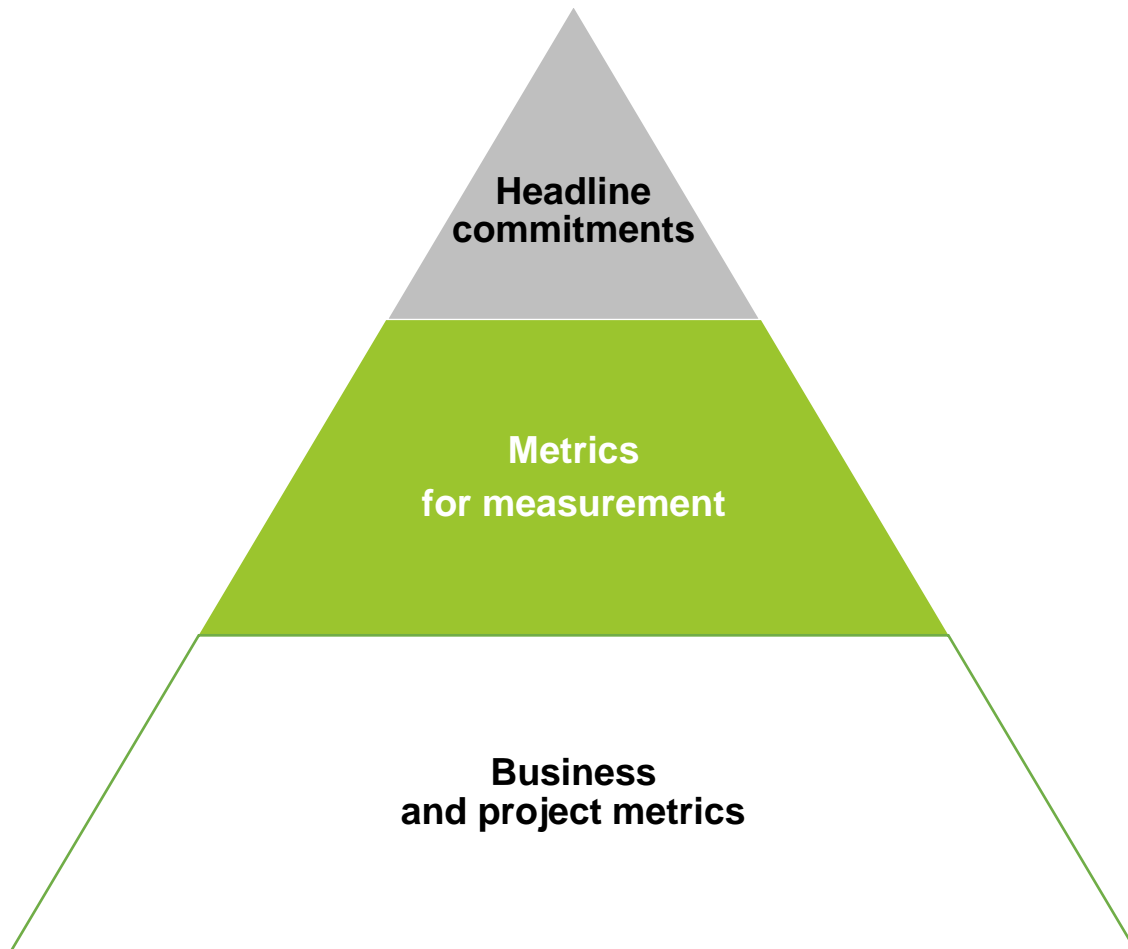 Headline
commitments
Metrics
for measurement
Business
and project metrics